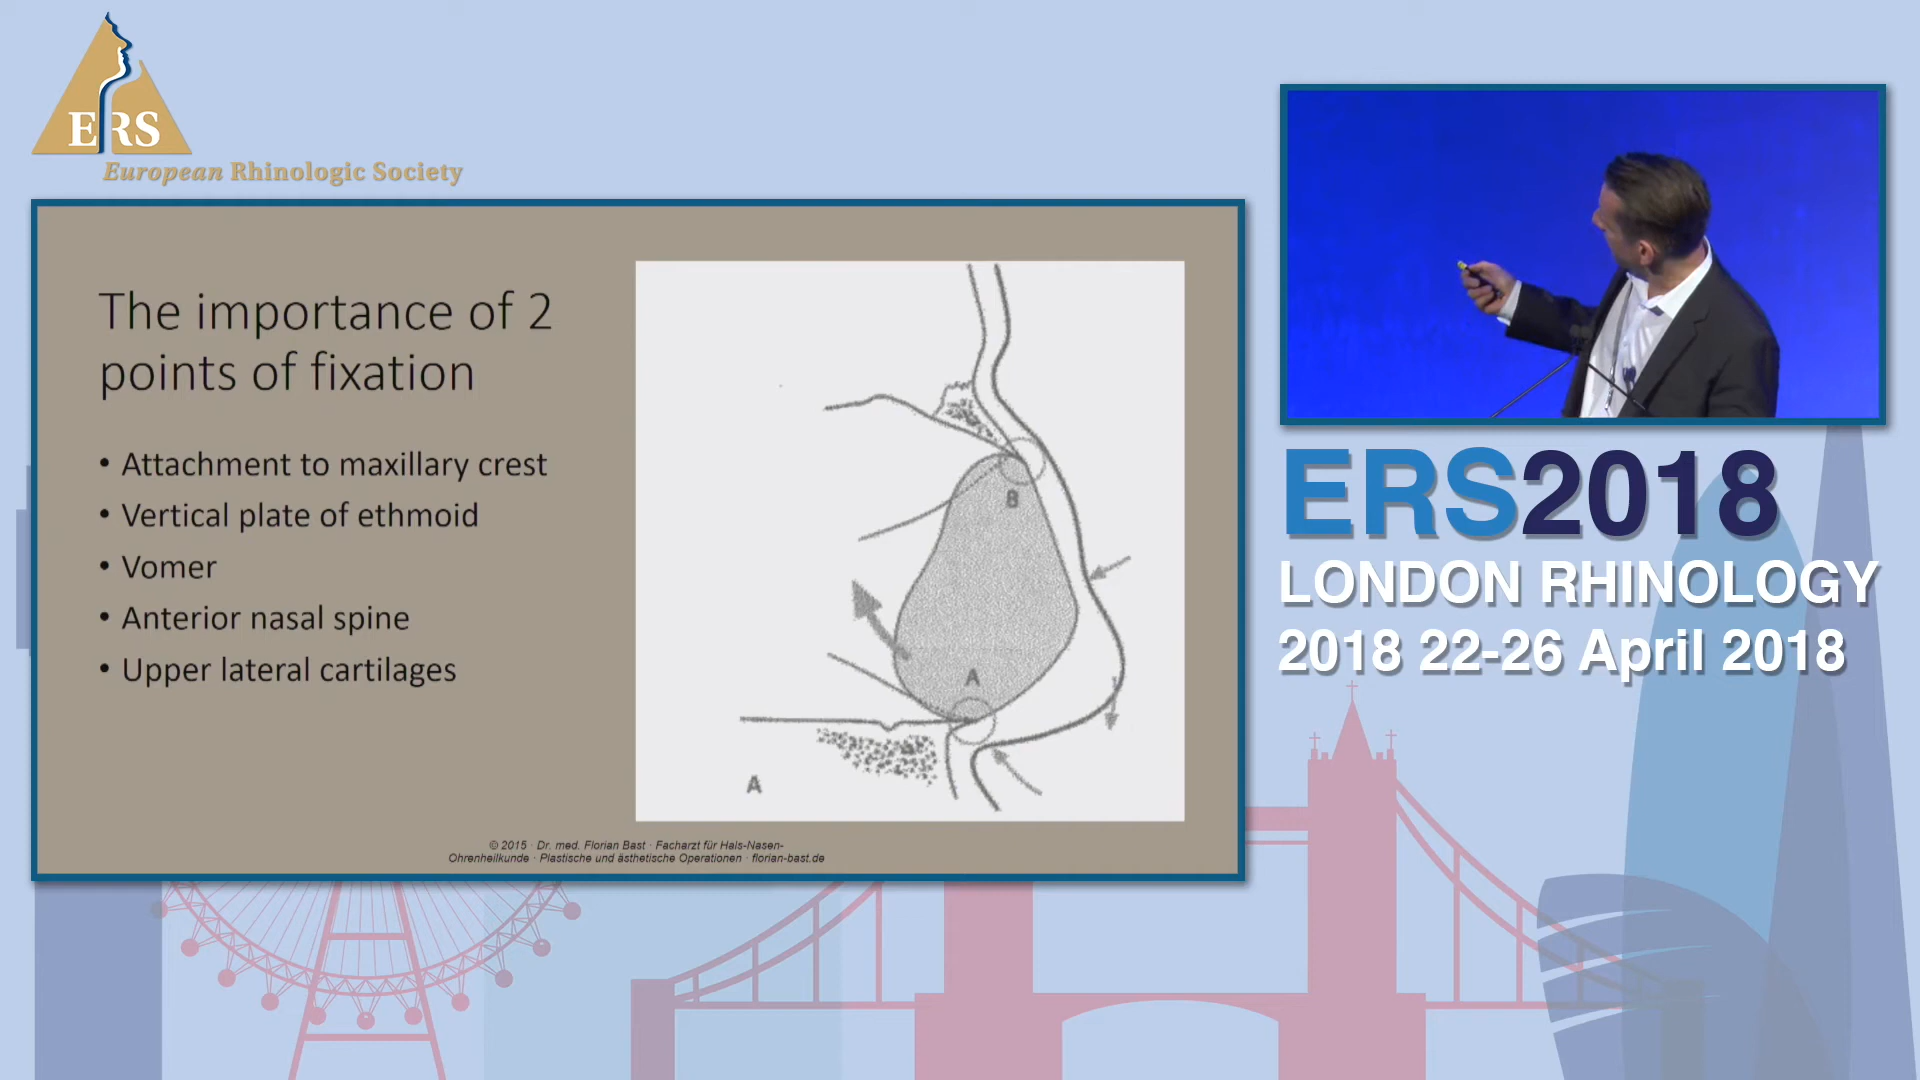 ERS
European Rhinologic Society
The importance of 2
points of fixation
• Attachment to maxillary crest
• Vertical plate of ethmoid
• Vomer
• Anterior nasal spine
• Upper lateral cartilages
B
A
A
© 2015 · Dr. med. Florian Bast · Facharzt für Hals-Nasen-
Ohrenheilkunde · Plastische und ästhetische Operationen · florian-bast.de
ERS2018
LONDON RHINOLOGY
2018 22-26 April 2018